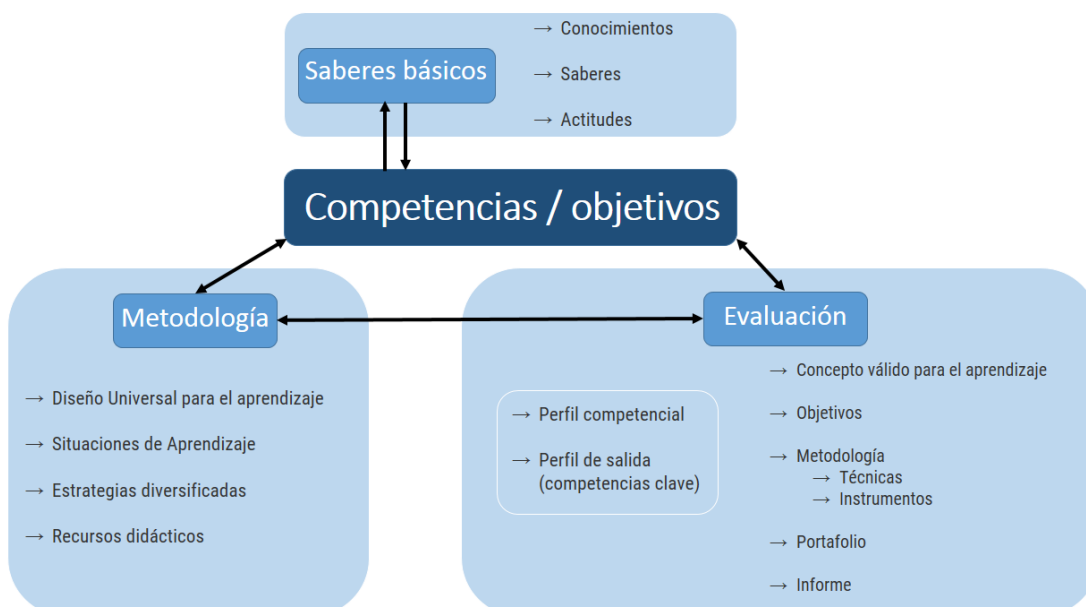 Saberes básicos
→ Conocimientos
→ Saberes
→ Actitudes
Competencias / objetivos
Metodología
→ Diseño Universal para el aprendizaje
→ Situaciones de Aprendizaje
→ Estrategias diversificadas
→ Recursos didácticos
Evaluación
→ Perfil competencial
→ Perfil de salida
(competencias clave)
→ Concepto válido para el aprendizaje
→ Objetivos
→ Metodología
→ Técnicas
→ Instrumentos
→ Portafolio
→ Informe